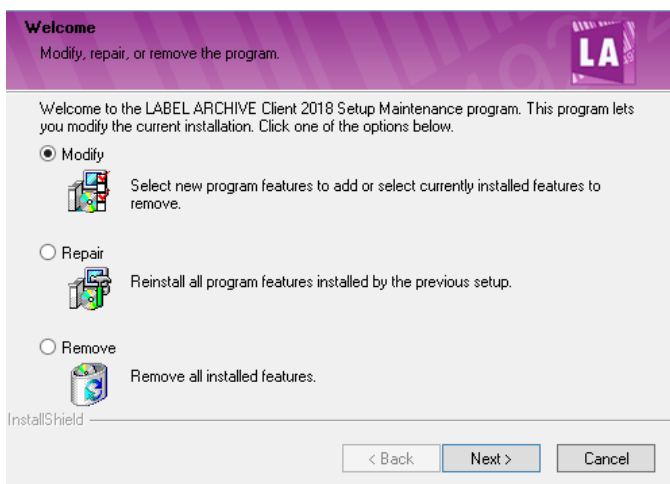 Welcome
Modify, repair, or remove the program.
LA
Welcome to the LABEL ARCHIVE Client 2018 Setup Maintenance program. This program lets
you modify the current installation. Click one of the options below.
Modify
Select new program features to add or select currently installed features to
remove.
Repair
Reinstall all program features installed by the previous setup.
Remove
Remove all installed features.
InstallShield
< Back
Next >
Cancel